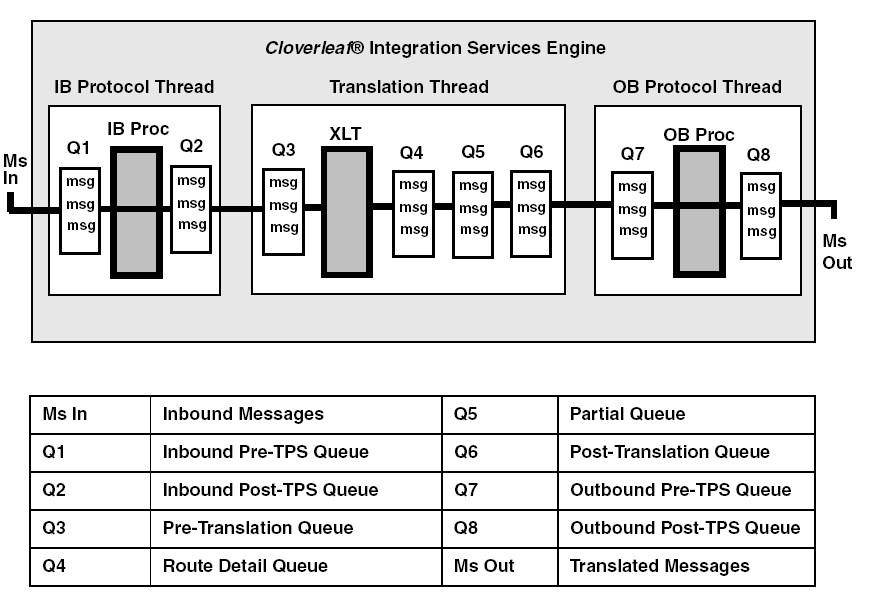 Cloverleaf® Integration Services Engine
IB Protocol Thread
Translation Thread
OB Protocol Thread
Ms
In
Q1
IB Proc
Q2
msg
msg
msg
msg
msg
msg
Q3
XLT
Q4
Q5
Q6
msg
msg
msg
msg
msg
msg
msg
msg
msg
msg
msg
msg
Q7
OB Proc
Q8
msg
msg
msg
msg
msg
msg
Ms
Out
Ms In Inbound Messages Q5 Partial Queue
Q1 Inbound Pre-TPS Queue Q6 Post-Translation Queue
Q2 Inbound Post-TPS Queue Q7 Outbound Pre-TPS Queue
Q3 Pre-Translation Queue Q8 Outbound Post-TPS Queue
Q4 Route Detail Queue Ms Out Translated Messages